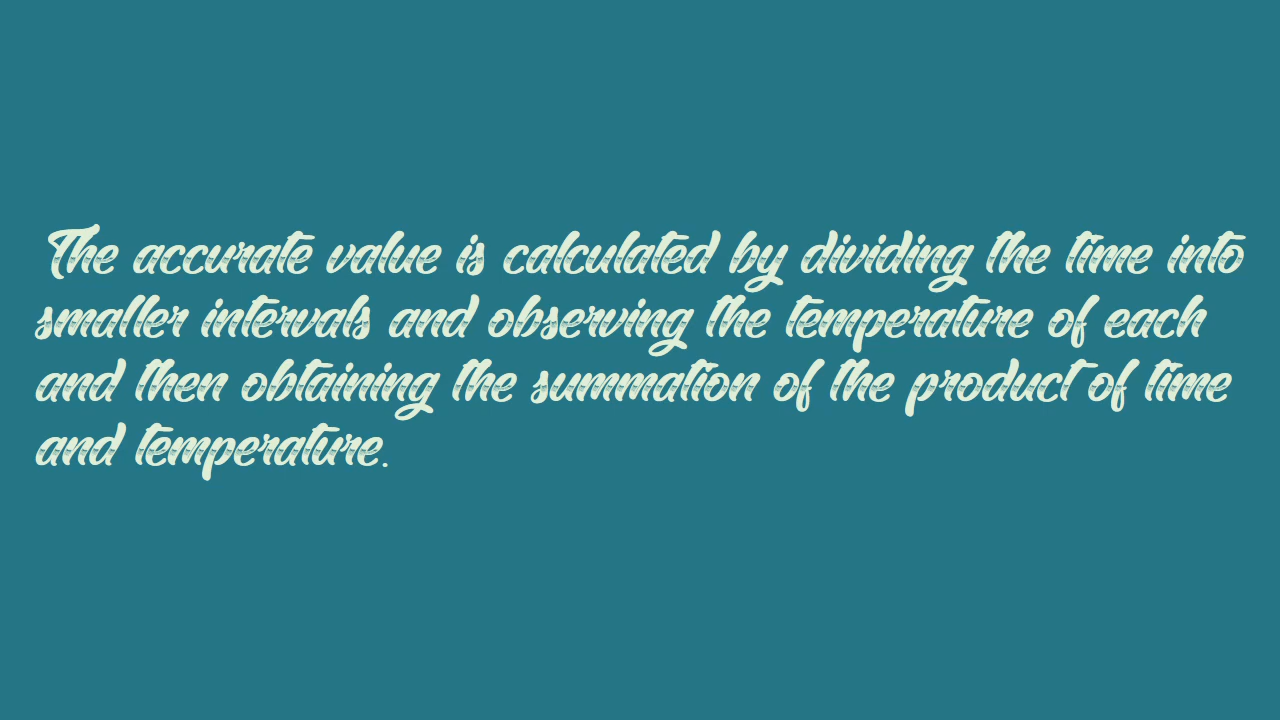 The accurate value is calculated by dividing the time into
smaller intervals and observing the temperature of each
and then obtaining the summation of the product of time
and temperature.